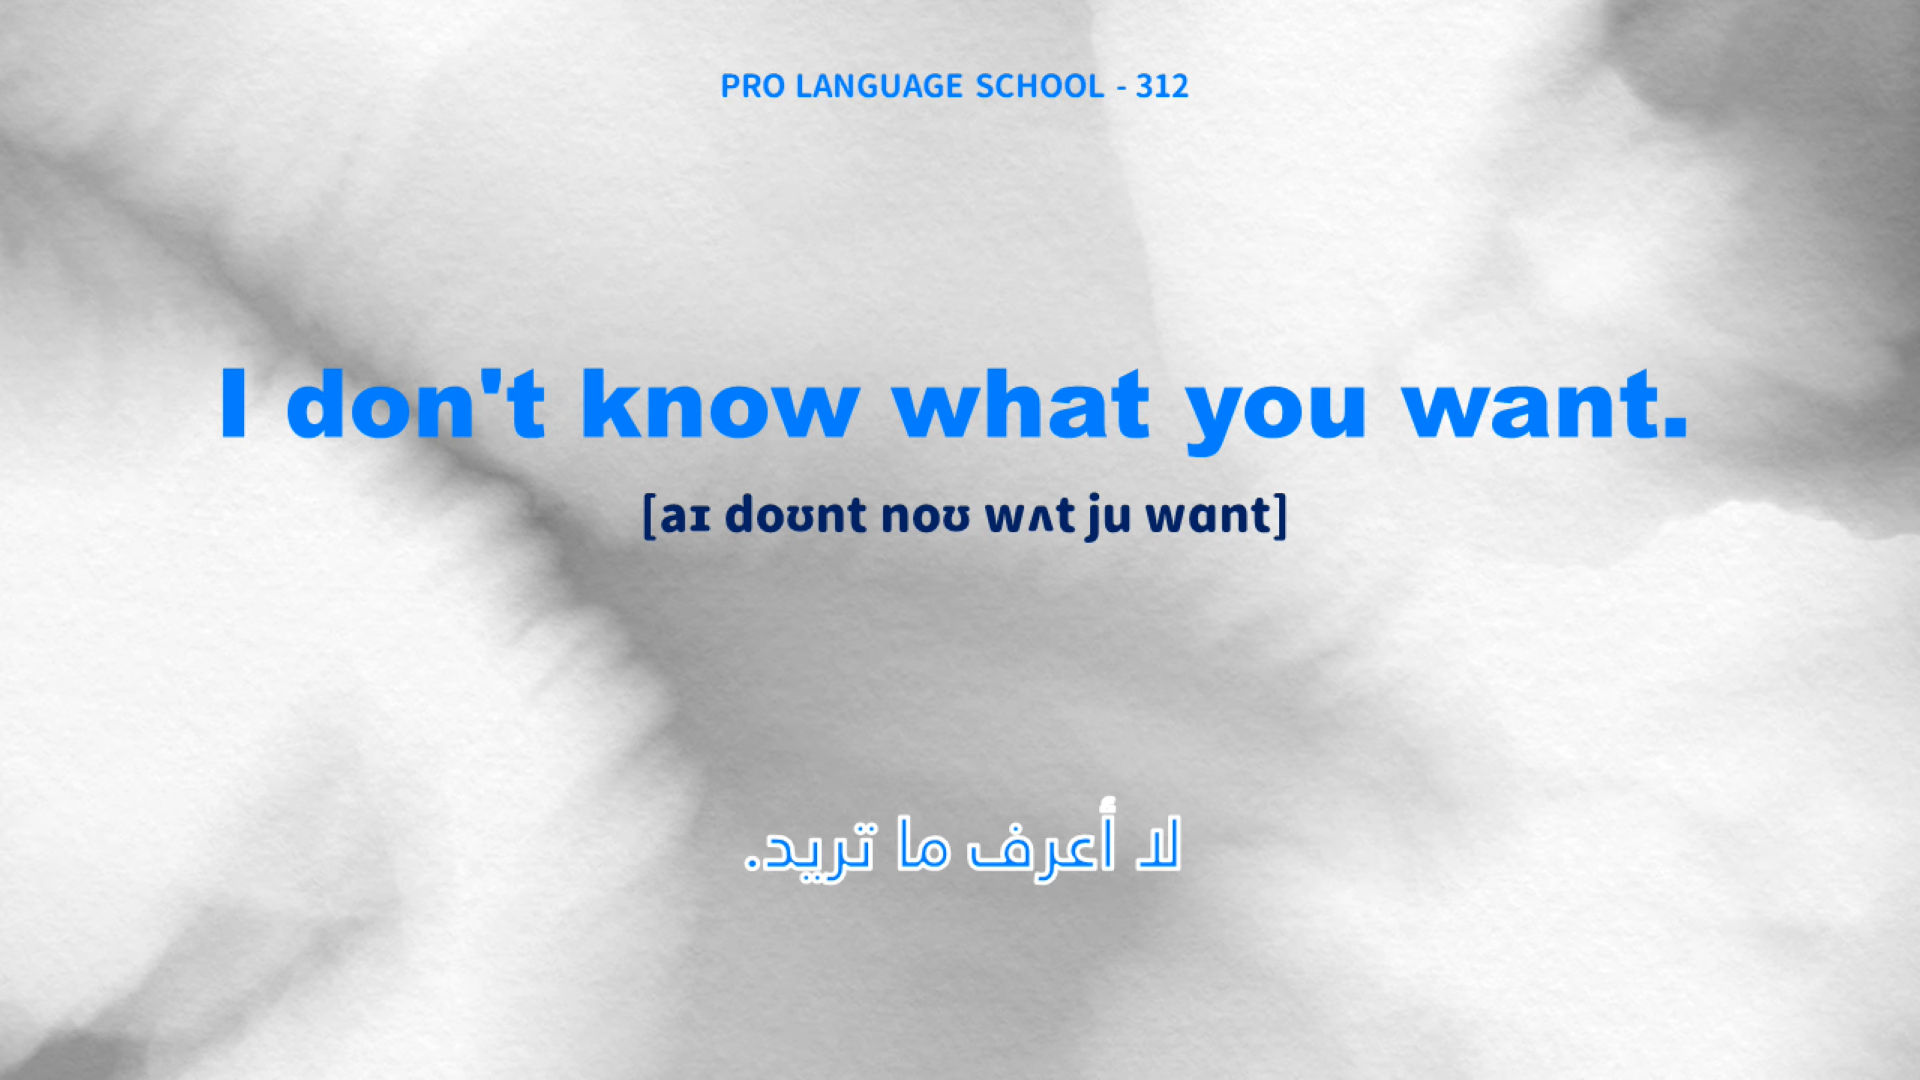 PRO LANGUAGE SCHOOL - 312
I don't know what you want.
[aɪ doʊnt noʊ wʌt ju wɑnt]
لا أعرف ما تريد.